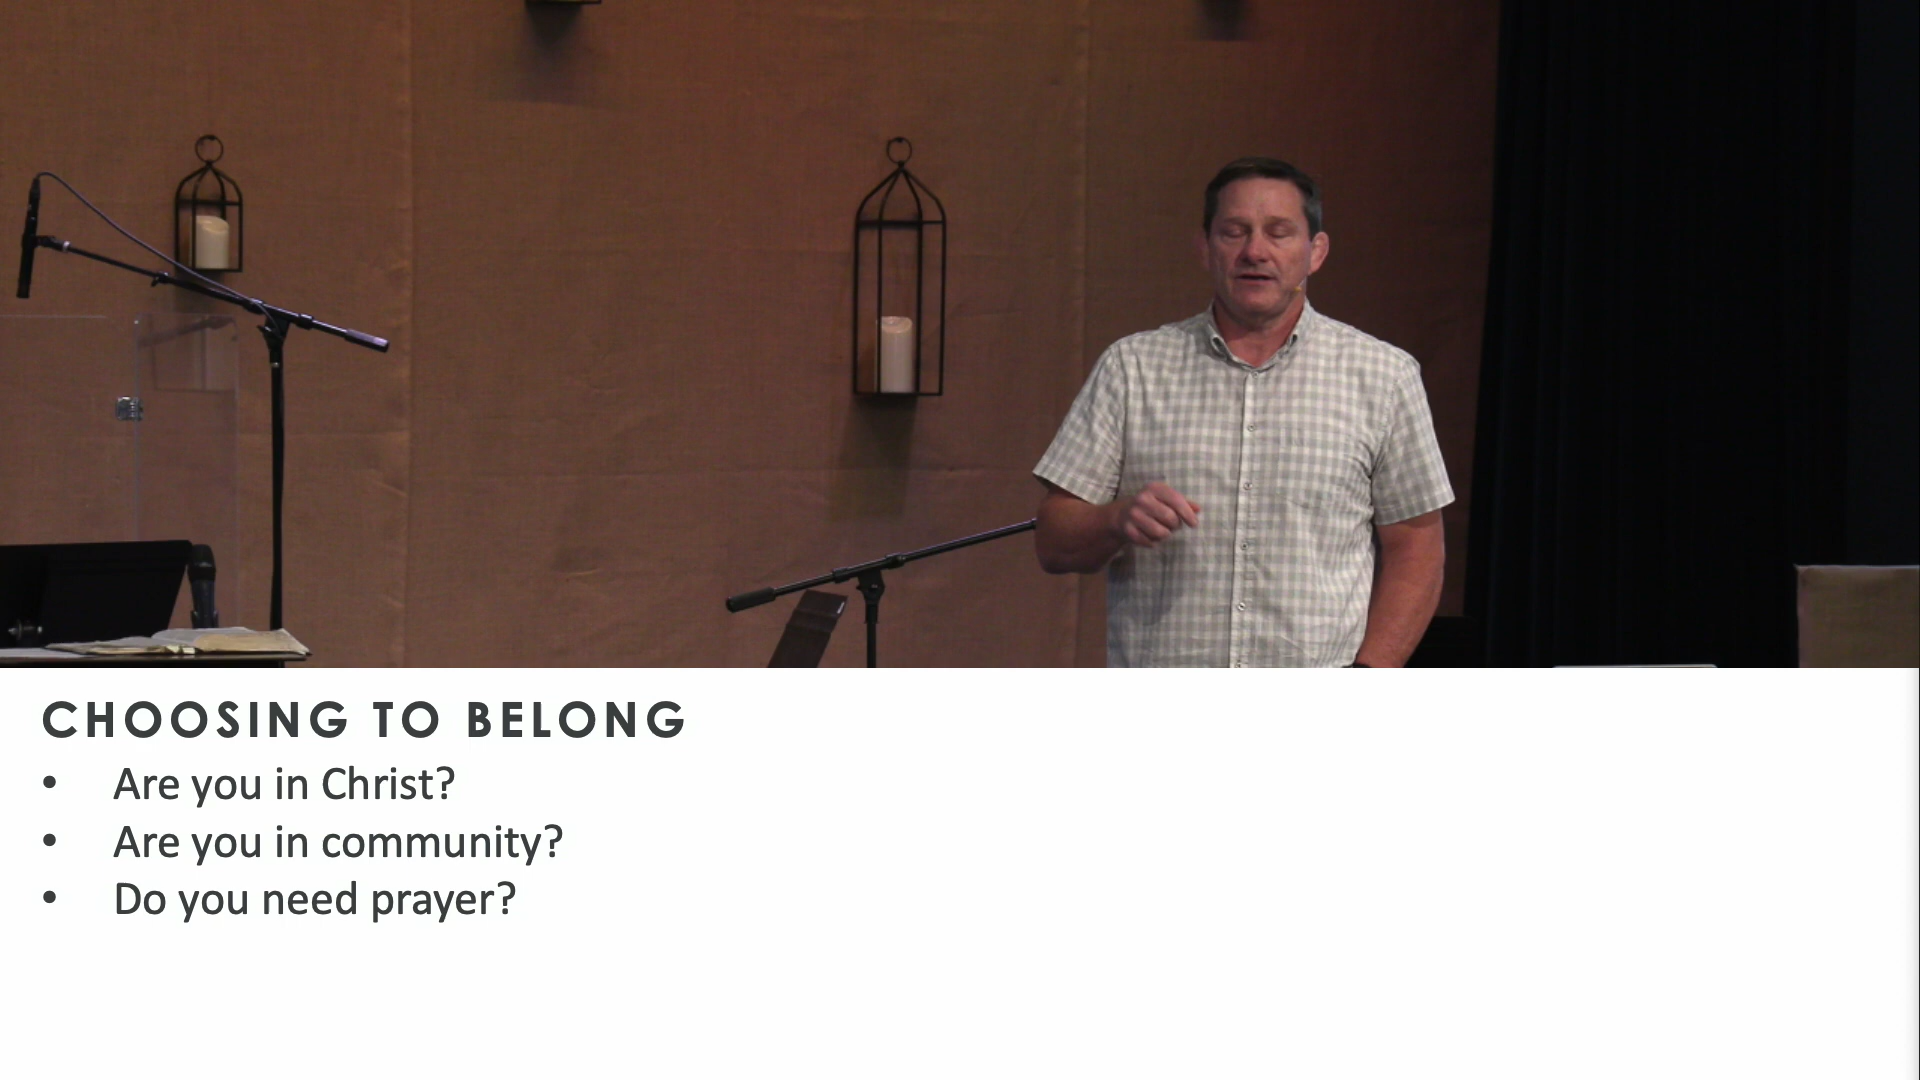 CHOOSING TO BELONG
• Are you in Christ?
• Are you in community?
• Do you need prayer?